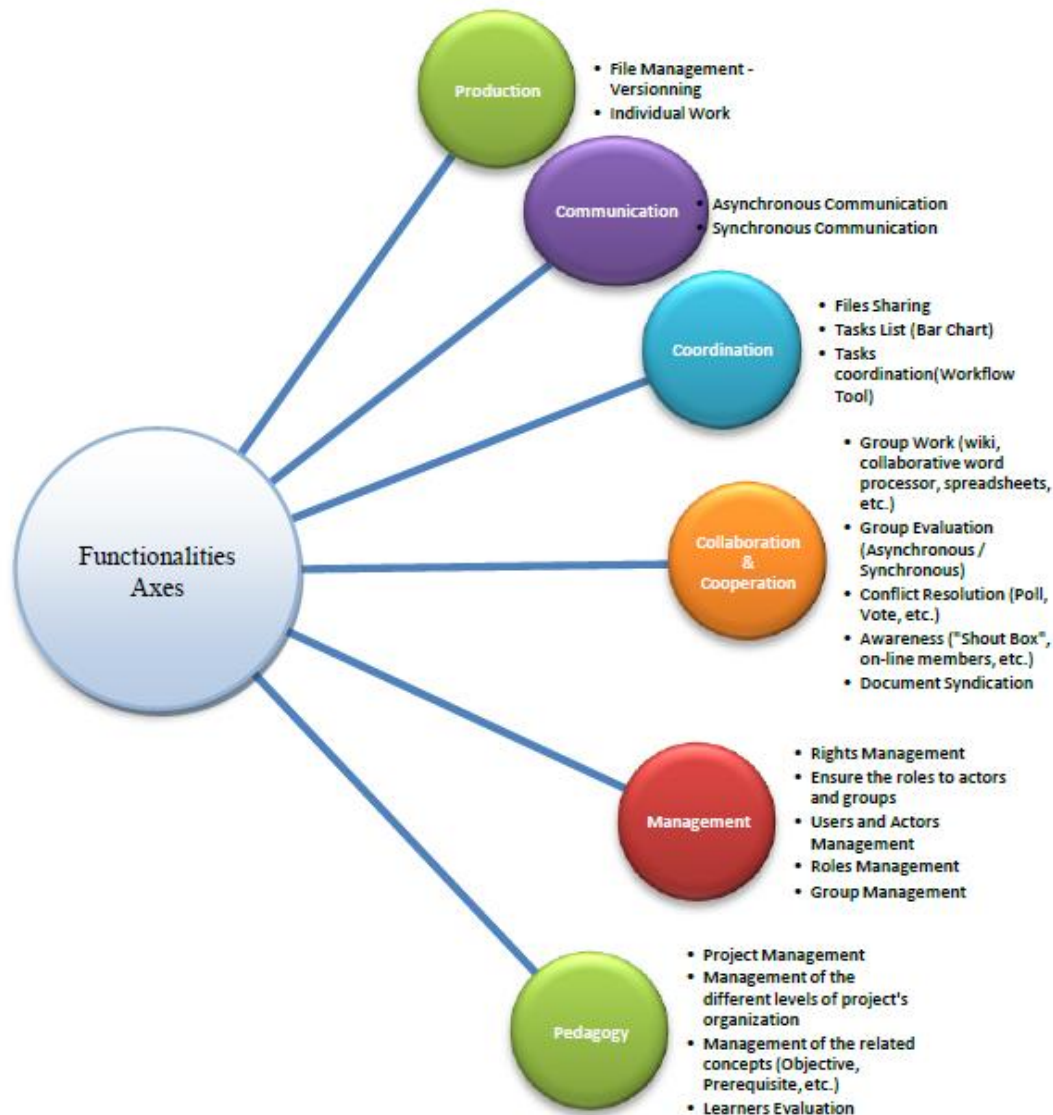 Production
• File Management -
Versionning
• Individual Work
Communication
• Asynchronous Communication
• Synchronous Communication
Coordination
• Files Sharing
• Tasks List (Bar Chart)
• Tasks
coordination(Workflow
Tool)
Functionalities
Axes
Collaboration
&
Cooperation
• Group Work (wiki,
collaborative word
processor, spreadsheets,
etc.)
• Group Evaluation
(Asynchronous /
Synchronous)
• Conflict Resolution (Poll,
Vote, etc.)
• Awareness ("Shout Box",
on-line members, etc.)
• Document Syndication
Management
• Rights Management
• Ensure the roles to actors
and groups
• Users and Actors
Management
• Roles Management
• Group Management
Pedagogy
• Project Management
• Management of the
different levels of project's
organization
• Management of the related
concepts (Objective,
Prerequisite, etc.)
• Learners Evaluation